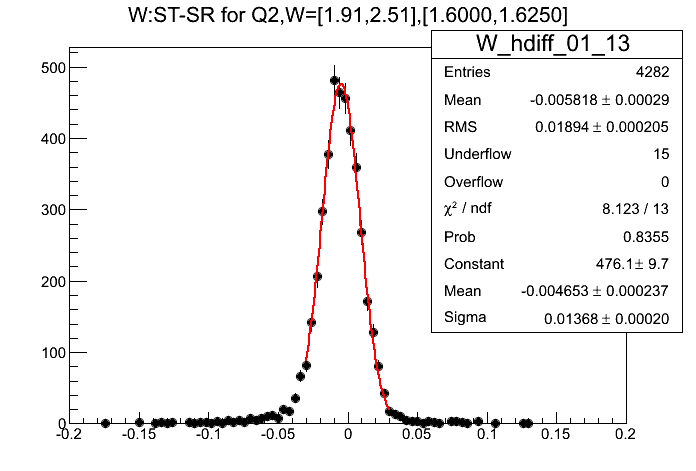 W:ST-SR for Q2,W=[1.91,2.51],[1.6000,1.6250]
W_hdiff_01_13
Entries 4282
Mean -0.005818 ± 0.00029
RMS 0.01894 ± 0.000205
Underflow 15
Overflow 0
χ² / ndf 8.123 / 13
Prob 0.8355
Constant 476.1± 9.7
Mean -0.004653 ± 0.000237
Sigma 0.01368 ± 0.00020
500
400
300
200
100
0
-0.2 -0.15 -0.1 -0.05 0 0.05 0.1 0.15 0.2